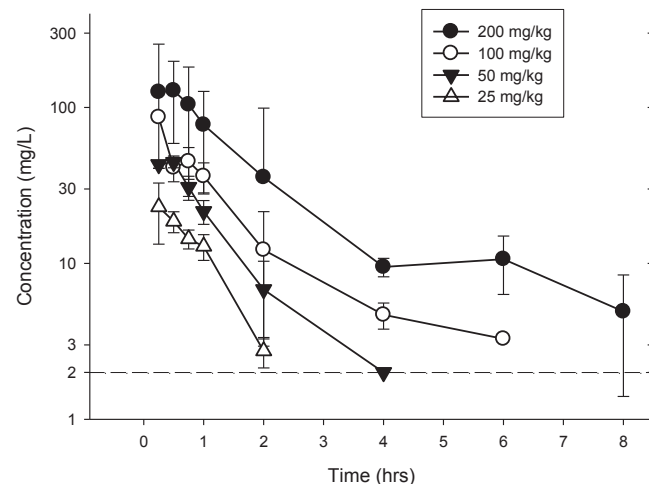 300
100
30
10
3
2
1
Concentration (mg/L)
200 mg/kg
100 mg/kg
50 mg/kg
25 mg/kg
0 1 2 3 4 5 6 7 8
Time (hrs)